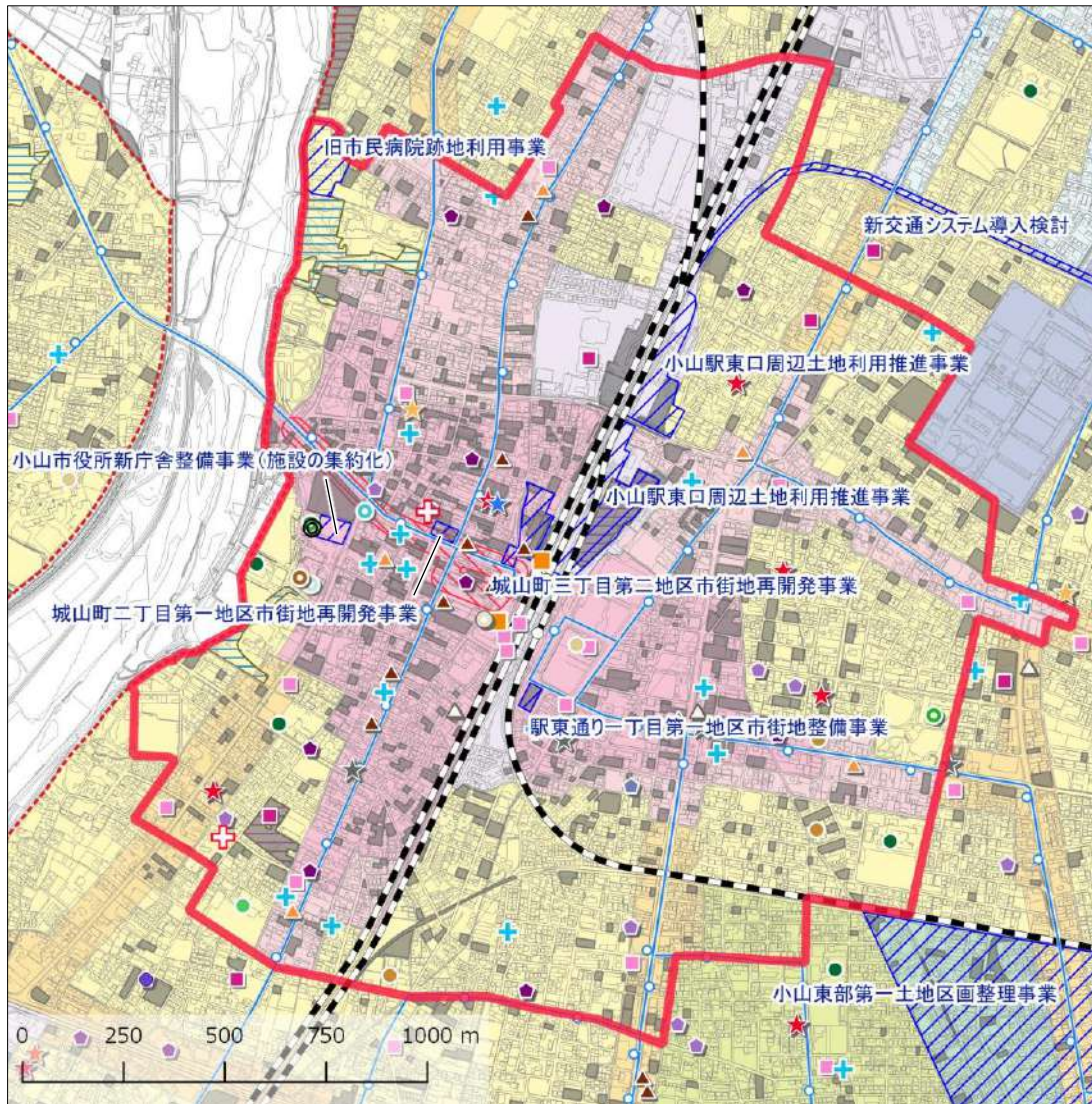 旧市民病院跡地利用事業
新交通システム導入検討
小山駅東口周辺土地利用推進事業
小山市役所新庁舎整備事業(施設の集約化)
小山駅東口周辺土地利用推進事業
城山町三丁目第二地区市街地再開発事業
城山町二丁目第一地区市街地再開発事業
駅東通り一丁目第一地区市街地整備事業
小山東部第一土地区画整理事業
0 250 500 750 1000 m